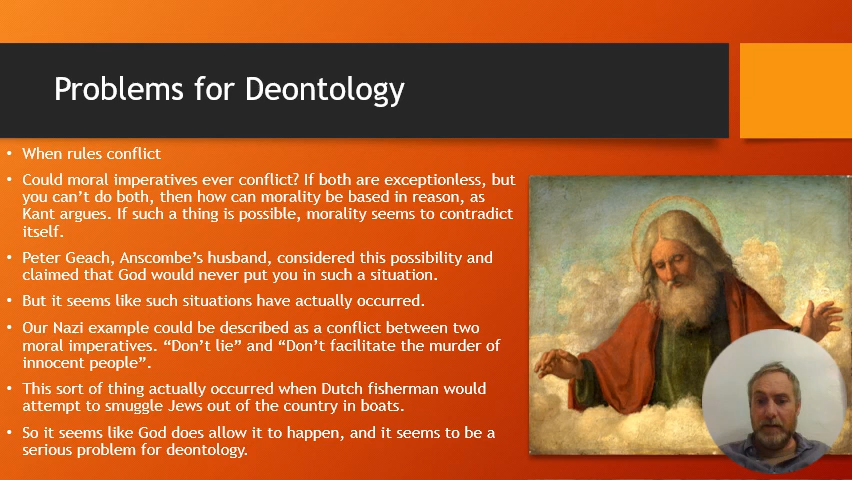 Problems for Deontology
• When rules conflict
• Could moral imperatives ever conflict? If both are exceptionless, but
you can't do both, then how can morality be based in reason, as
Kant argues. If such a thing is possible, morality seems to contradict
itself.
• Peter Geach, Anscombe's husband, considered this possibility and
claimed that God would never put you in such a situation.
• But it seems like such situations have actually occurred.
• Our Nazi example could be described as a conflict between two
moral imperatives. “Don't lie” and “Don't facilitate the murder of
innocent people”.
• This sort of thing actually occurred when Dutch fisherman would
attempt to smuggle Jews out of the country in boats.
• So it seems like God does allow it to happen, and it seems to be a
serious problem for deontology.